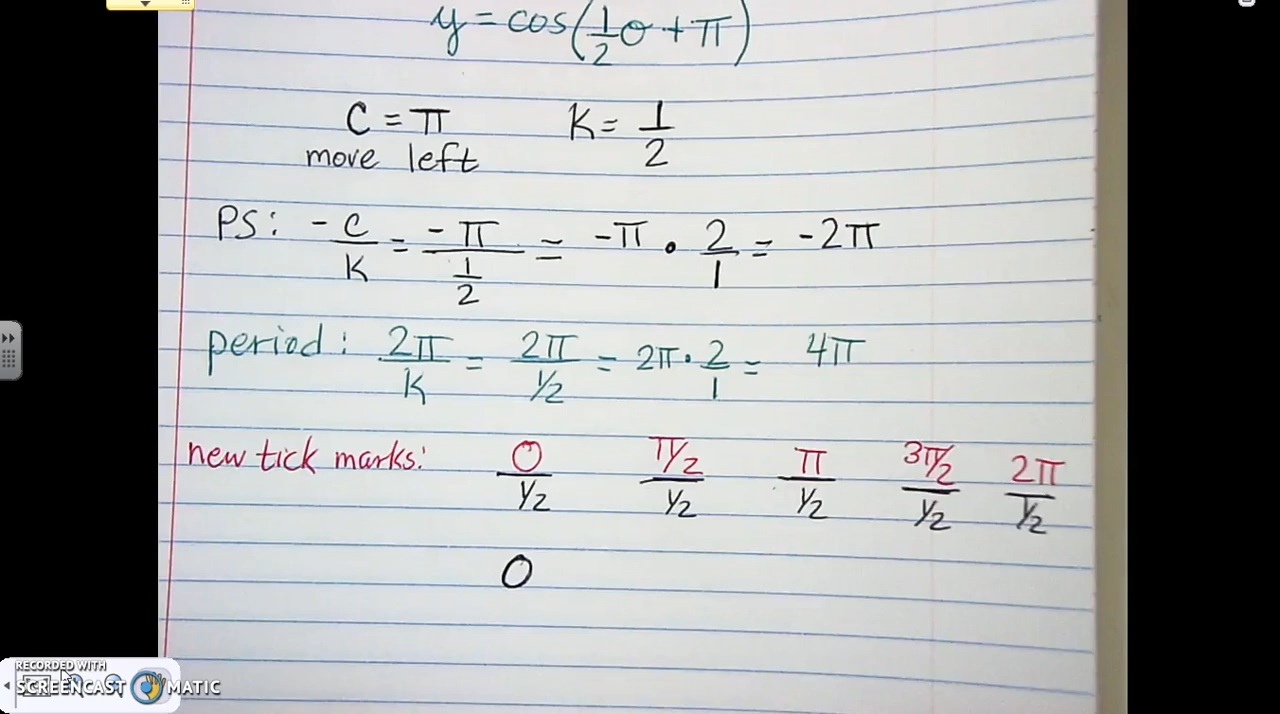 y = cos(1/2 θ + π)
c = π    K = 1/2
move left
PS: -c/K = -π/(1/2) = -π • 2/1 = -2π
period: 2π/K = 2π/(1/2) = 2π • 2/1 = 4π
new tick marks: 0/(1/2)    (π/2)/(1/2)    π/(1/2)    (3π/2)/(1/2)    2π/(1/2)
0
RECORDED WITH
SCREENCAST MATIC